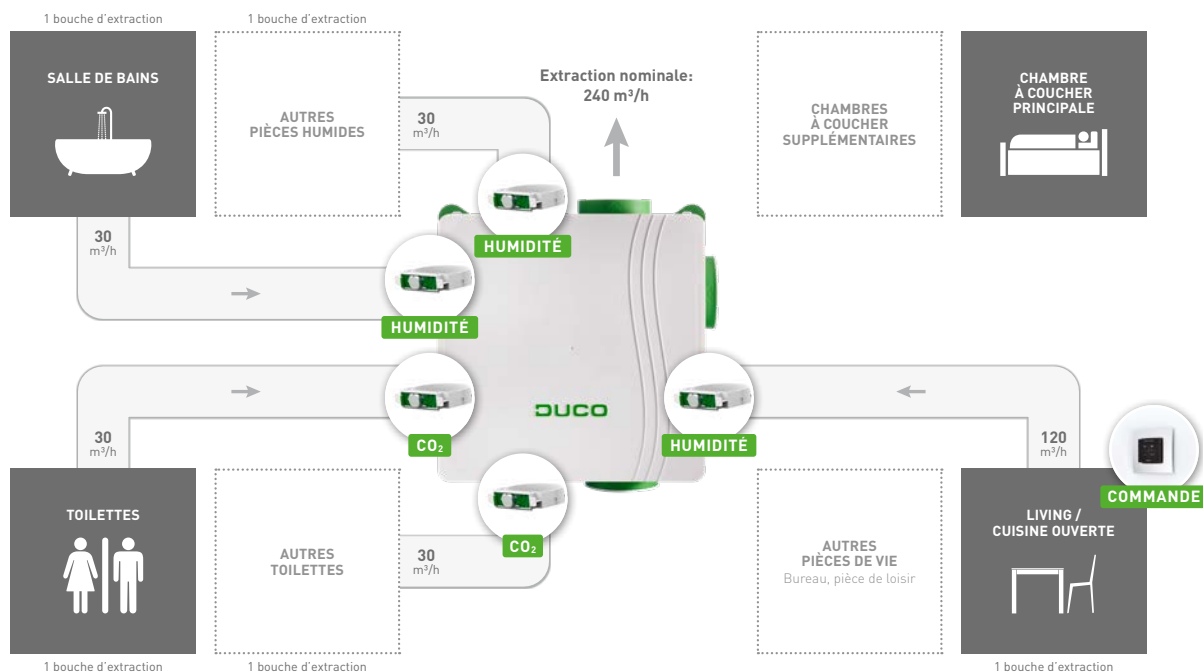 1 bouche d'extraction
1 bouche d'extraction
SALLE DE BAINS
AUTRES
PIÈCES HUMIDES
30
m³/h
Extraction nominale:
240 m³/h
CHAMBRES
À COUCHER
SUPPLÉMENTAIRES
CHAMBRE
À COUCHER
PRINCIPALE
HUMIDITÉ
30
m³/h
HUMIDITÉ
DUCO
CO₂
HUMIDITÉ
30
m³/h
120
m³/h
COMMANDE
TOILETTES
AUTRES
TOILETTES
30
m³/h
CO₂
AUTRES
PIÈCES DE VIE
Bureau, pièce de loisir
LIVING /
CUISINE OUVERTE
1 bouche d'extraction
1 bouche d'extraction
1 bouche d'extraction